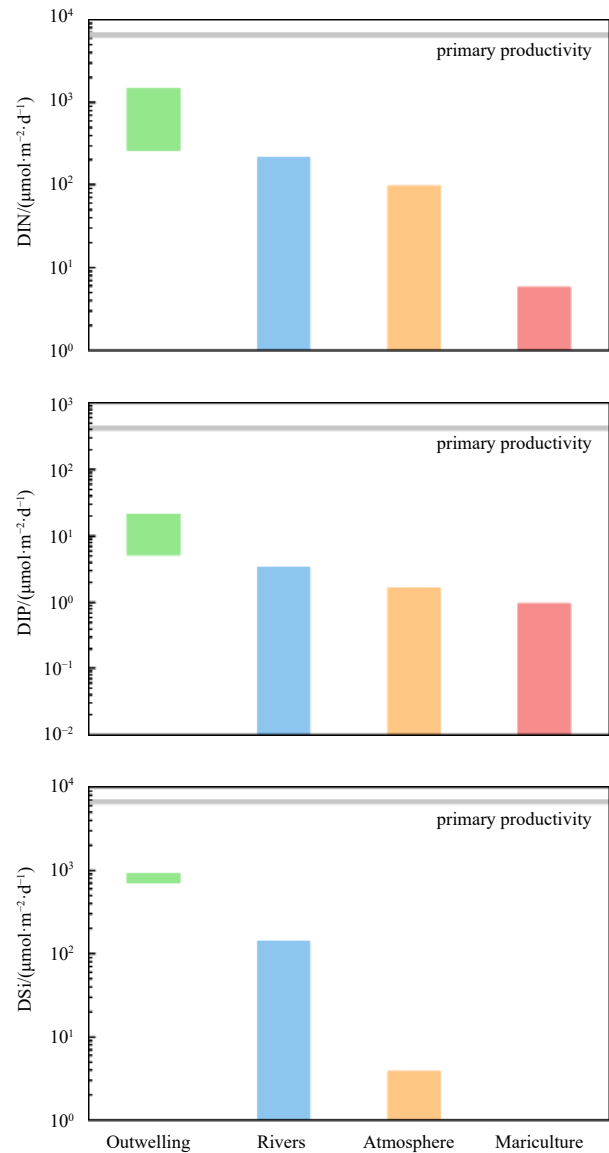 10⁴
primary productivity
10³
10²
10¹
10⁰
DIN/(μmol·m⁻²·d⁻¹)
10³
primary productivity
10²
10¹
10⁰
10⁻¹
10⁻²
DIP/(μmol·m⁻²·d⁻¹)
10⁴
primary productivity
10³
10²
10¹
10⁰
DSi/(μmol·m⁻²·d⁻¹)
Outwelling Rivers Atmosphere Mariculture